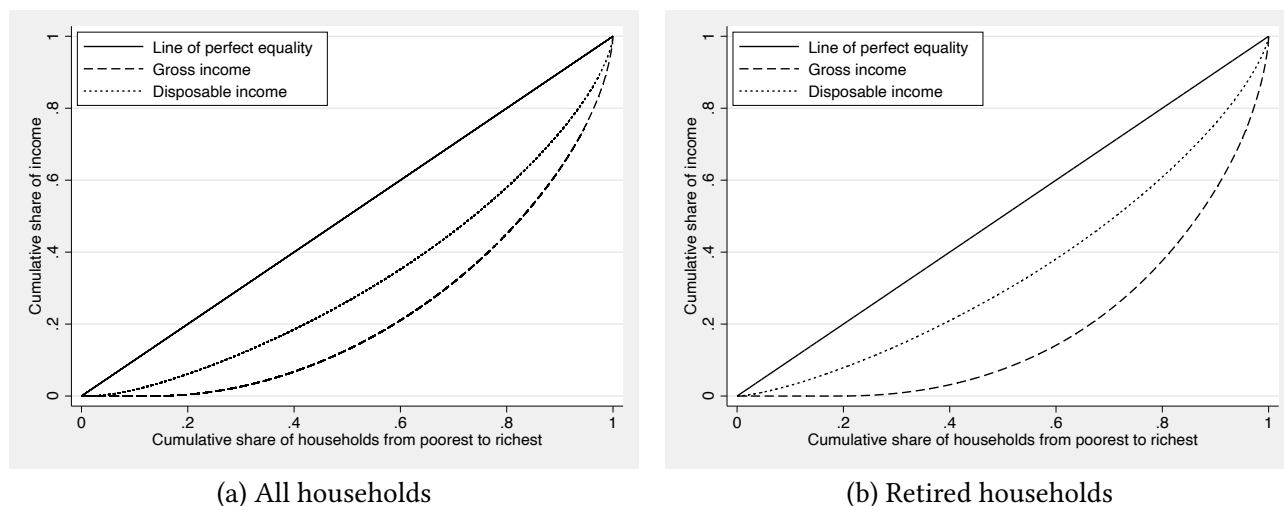 Line of perfect equality
Gross income
Disposable income
Cumulative share of income
1
.8
.6
.4
.2
0
0 .2 .4 .6 .8 1
Cumulative share of households from poorest to richest
(a) All households
Line of perfect equality
Gross income
Disposable income
Cumulative share of income
1
.8
.6
.4
.2
0
0 .2 .4 .6 .8 1
Cumulative share of households from poorest to richest
(b) Retired households